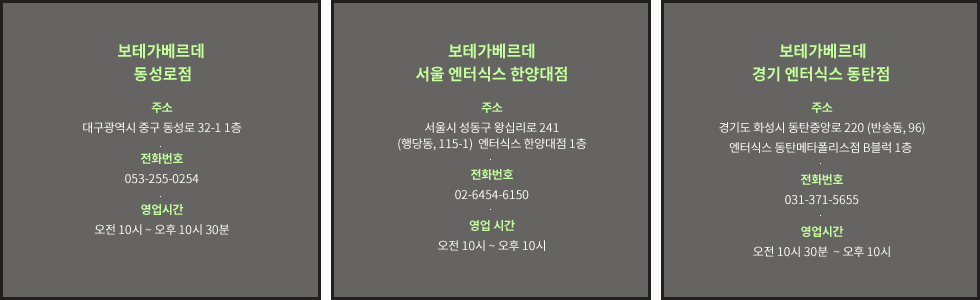 보테가베르데
동성로점
주소
대구광역시 중구 동성로 32-1 1층
전화번호
053-255-0254
영업시간
오전 10시 ~ 오후 10시 30분
보테가베르데
서울 엔터식스 한양대점
주소
서울시 성동구 왕십리로 241
(행당동, 115-1) 엔터식스 한양대점 1층
전화번호
02-6454-6150
영업 시간
오전 10시 ~ 오후 10시
보테가베르데
경기 엔터식스 동탄점
주소
경기도 화성시 동탄중앙로 220 (반송동, 96)
엔터식스 동탄메타폴리스점 B블럭 1층
전화번호
031-371-5655
영업시간
오전 10시 30분 ~ 오후 10시